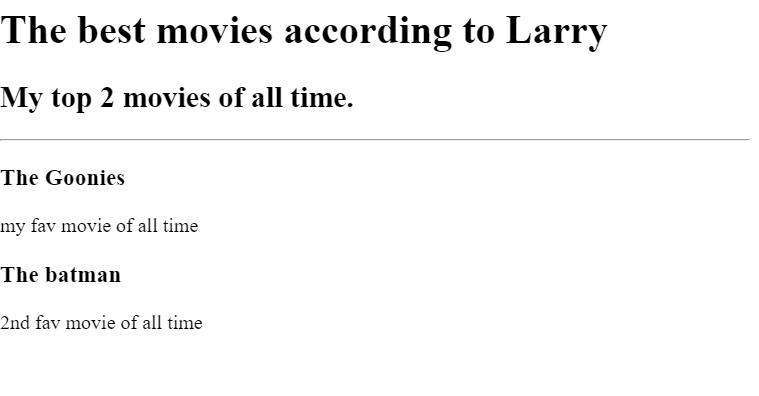 The best movies according to Larry
My top 2 movies of all time.
The Goonies
my fav movie of all time
The batman
2nd fav movie of all time